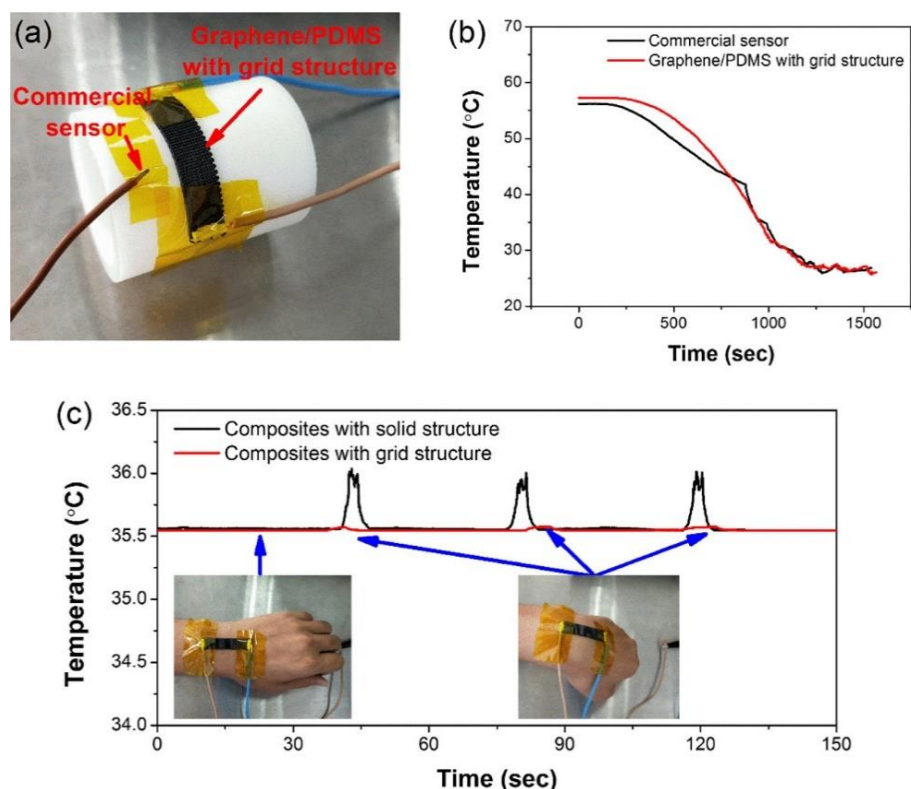 (a)
Graphene/PDMS
with grid structure
Commercial
sensor
(b)
Commercial sensor
Graphene/PDMS with grid structure
Temperature (°C)
70
60
50
40
30
20
0
500
1000
1500
Time (sec)
(c)
Composites with solid structure
Composites with grid structure
Temperature (°C)
36.5
36.0
35.5
35.0
34.5
34.0
0
30
60
90
120
150
Time (sec)